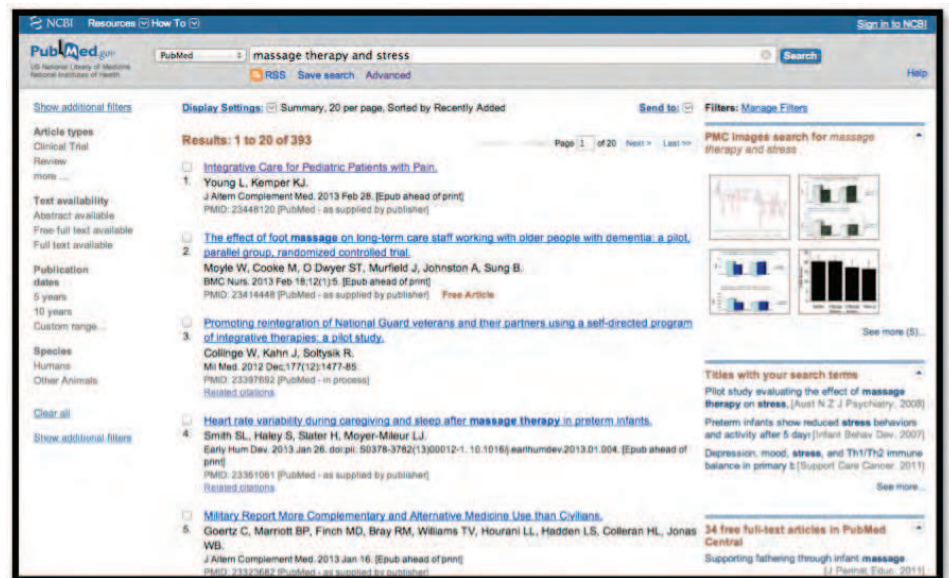 NCBI Resources How To Sign in to NCBI
PubMed.gov
US National Library of Medicine
National Institutes of Health
PubMed massage therapy and stress Search
RSS Save search Advanced Help
Show additional filters
Article types
Clinical Trial
Review
more ...
Text availability
Abstract available
Free full text available
Full text available
Publication
dates
5 years
10 years
Custom range...
Species
Humans
Other Animals
Clear all
Show additional filters
Display Settings: Summary, 20 per page, Sorted by Recently Added Send to:
Results: 1 to 20 of 393
Page 1 of 20 Next > Last >>
Integrative Care for Pediatric Patients with Pain.
1. Young L, Kemper KJ.
J Altern Complement Med. 2013 Feb 28. [Epub ahead of print]
PMID: 23448120 [PubMed - as supplied by publisher]
The effect of foot massage on long-term care staff working with older people with dementia: a pilot,
2. parallel group, randomized controlled trial.
Moyle W, Cooke M, O Dwyer ST, Murfield J, Johnston A, Sung B.
BMC Nurs. 2013 Feb 18;12(1):5. [Epub ahead of print]
PMID: 23414448 [PubMed - as supplied by publisher] Free Article
Promoting reintegration of National Guard veterans and their partners using a self-directed program
3. of integrative therapies: a pilot study.
Collinge W, Kahn J, Soltysik R.
Mil Med. 2012 Dec;177(12):1477-85.
PMID: 23397692 [PubMed - in process]
Related citations
Heart rate variability during caregiving and sleep after massage therapy in preterm infants.
4. Smith SL, Haley S, Slater H, Moyer-Mileur LJ.
Early Hum Dev. 2013 Jan 26. doi:pii: S0378-3782(13)00012-1. 10.1016/j.earlhumdev.2013.01.004. [Epub ahead of
print]
PMID: 23361061 [PubMed - as supplied by publisher]
Related citations
Military Report More Complementary and Alternative Medicine Use than Civilians.
5. Goertz C, Marriott BP, Finch MD, Bray RM, Williams TV, Hourani LL, Hadden LS, Colleran HL, Jonas
WB.
J Altern Complement Med. 2013 Jan 16. [Epub ahead of print]
PMID: 23323682 [PubMed - as supplied by publisher]
Filters: Manage Filters
PMC Images search for massage
therapy and stress
See more (5)...
Titles with your search terms
Pilot study evaluating the effect of massage
therapy on stress, [Aust N Z J Psychiatry. 2008]
Preterm infants show reduced stress behaviors
and activity after 5 days [Infant Behav Dev. 2007]
Depression, mood, stress, and Th1/Th2 immune
balance in primary b [Support Care Cancer. 2011]
See more...
34 free full-text articles in PubMed
Central
Supporting fathering through infant massage.
[J Perinat Educ. 2011]